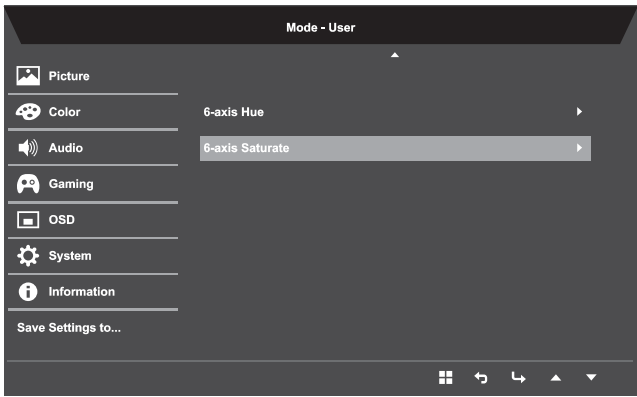 Mode - User
Picture
Color
6-axis Hue
Audio
6-axis Saturate
Gaming
OSD
System
Information
Save Settings to...